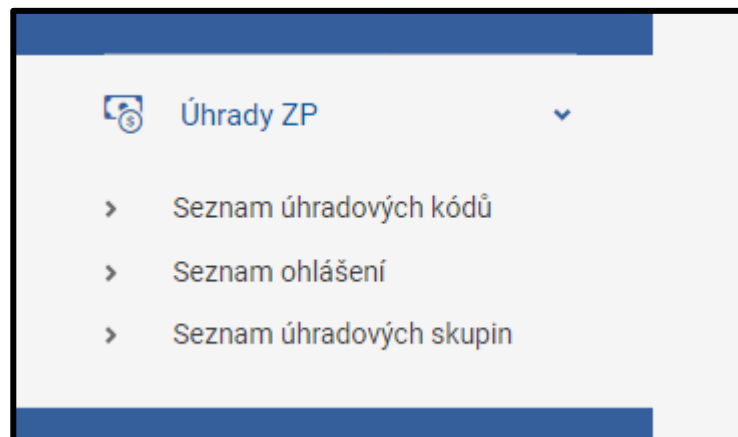 Úhrady ZP
Seznam úhradových kódů
Seznam ohlášení
Seznam úhradových skupin